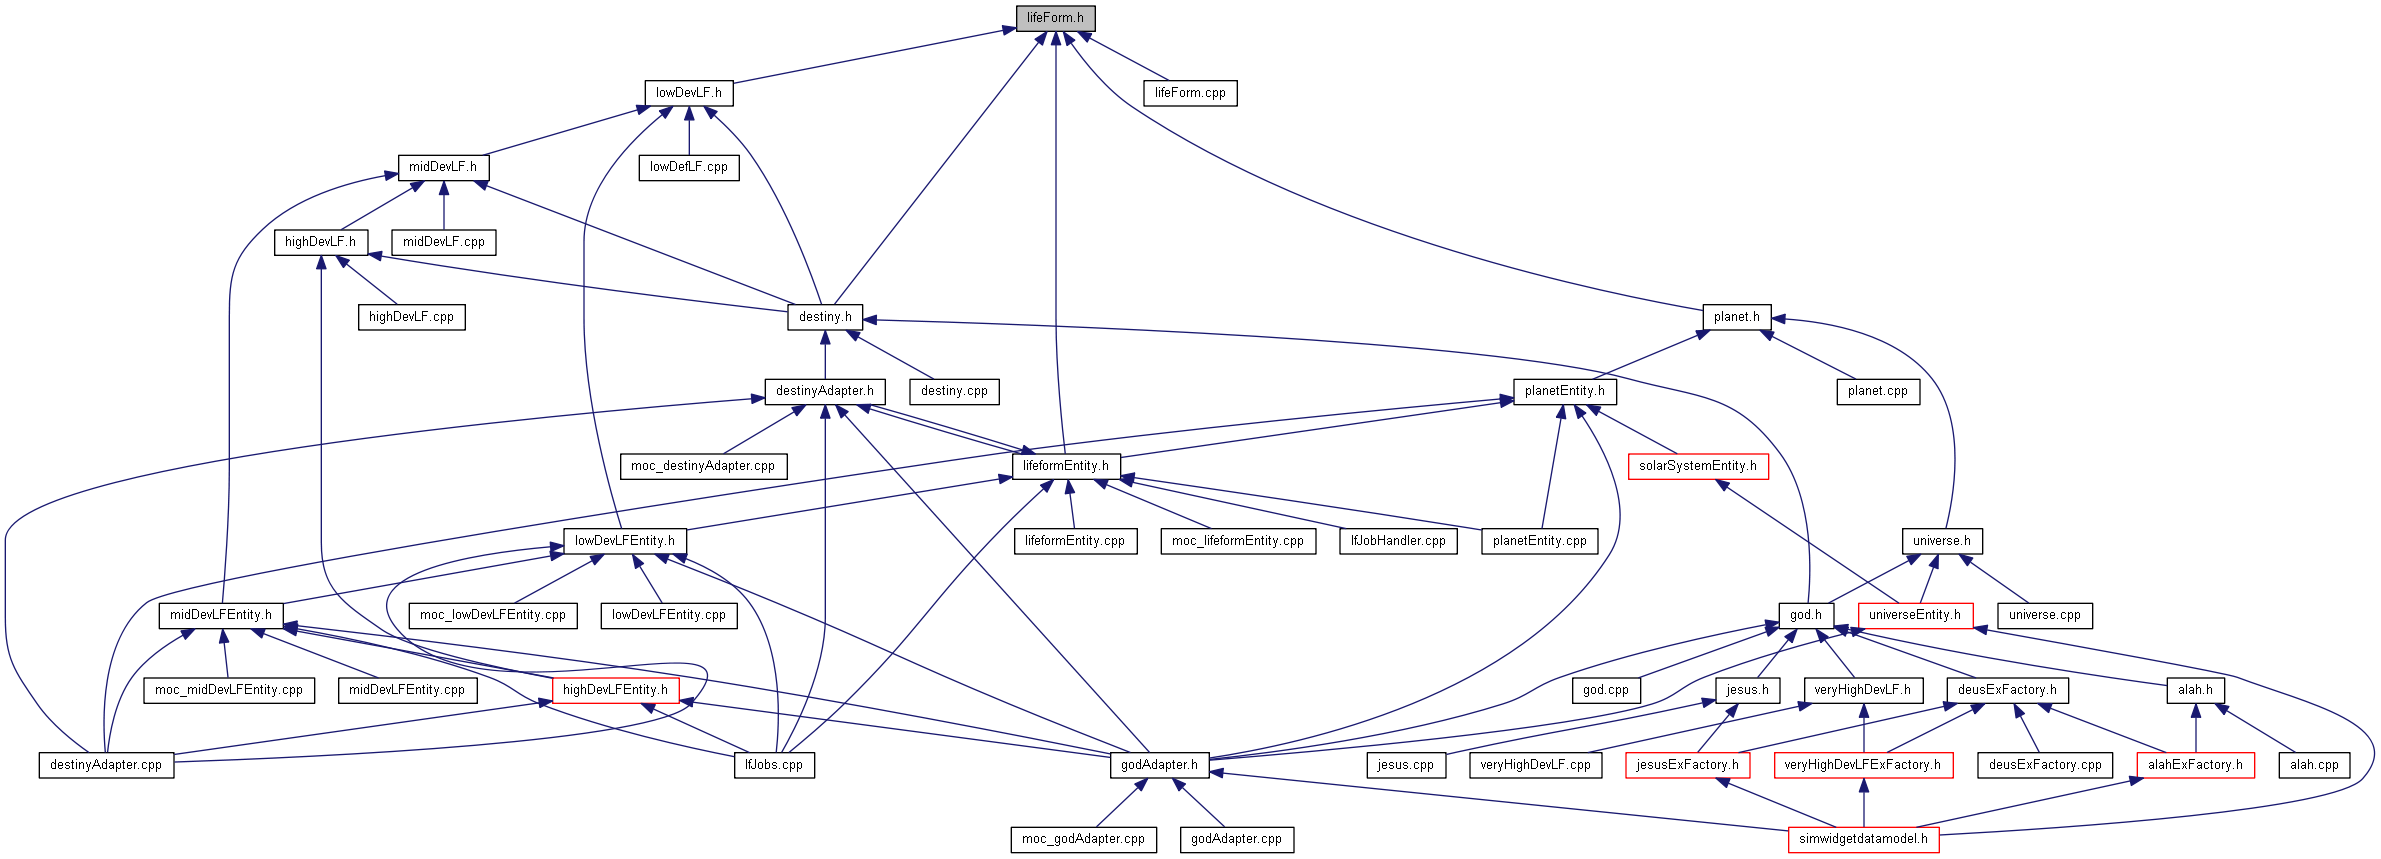 lifeForm.h
lowDevLF.h
lifeForm.cpp
midDevLF.h
lowDefLF.cpp
highDevLF.h
midDevLF.cpp
highDevLF.cpp
destiny.h
planet.h
destinyAdapter.h
destiny.cpp
planetEntity.h
planet.cpp
moc_destinyAdapter.cpp
lifeformEntity.h
solarSystemEntity.h
lowDevLFEntity.h
lifeformEntity.cpp
moc_lifeformEntity.cpp
lfJobHandler.cpp
planetEntity.cpp
universe.h
midDevLFEntity.h
moc_lowDevLFEntity.cpp
lowDevLFEntity.cpp
god.h
universeEntity.h
universe.cpp
moc_midDevLFEntity.cpp
midDevLFEntity.cpp
highDevLFEntity.h
god.cpp
jesus.h
veryHighDevLF.h
deusExFactory.h
alah.h
destinyAdapter.cpp
lfJobs.cpp
godAdapter.h
jesus.cpp
veryHighDevLF.cpp
jesusExFactory.h
veryHighDevLFExFactory.h
deusExFactory.cpp
alahExFactory.h
alah.cpp
moc_godAdapter.cpp
godAdapter.cpp
simwidgetdatamodel.h